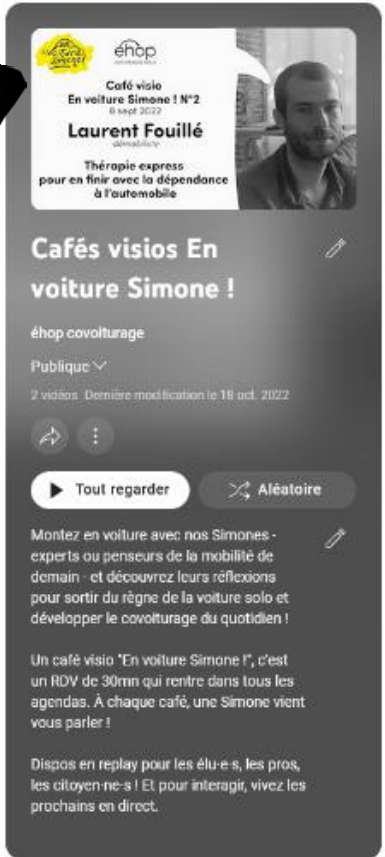 En voiture Simone !
éhop
Café visio
En voiture Simone ! N°2
6 sept 2022
Laurent Fouillé
démobiliste
Thérapie express
pour en finir avec la dépendance
à l'automobile
Cafés visios En
voiture Simone !
éhop covoiturage
Publique
2 vidéos Dernière modification le 18 oct. 2022
Tout regarder
Aléatoire
Montez en voiture avec nos Simones -
experts ou penseurs de la mobilité de
demain - et découvrez leurs réflexions
pour sortir du règne de la voiture solo et
développer le covoiturage du quotidien !
Un café visio "En voiture Simone !", c'est
un RDV de 30mn qui rentre dans tous les
agendas. À chaque café, une Simone vient
vous parler !
Dispos en replay pour les élu·e·s, les pros,
les citoyen·ne·s ! Et pour interagir, vivez les
prochains en direct.